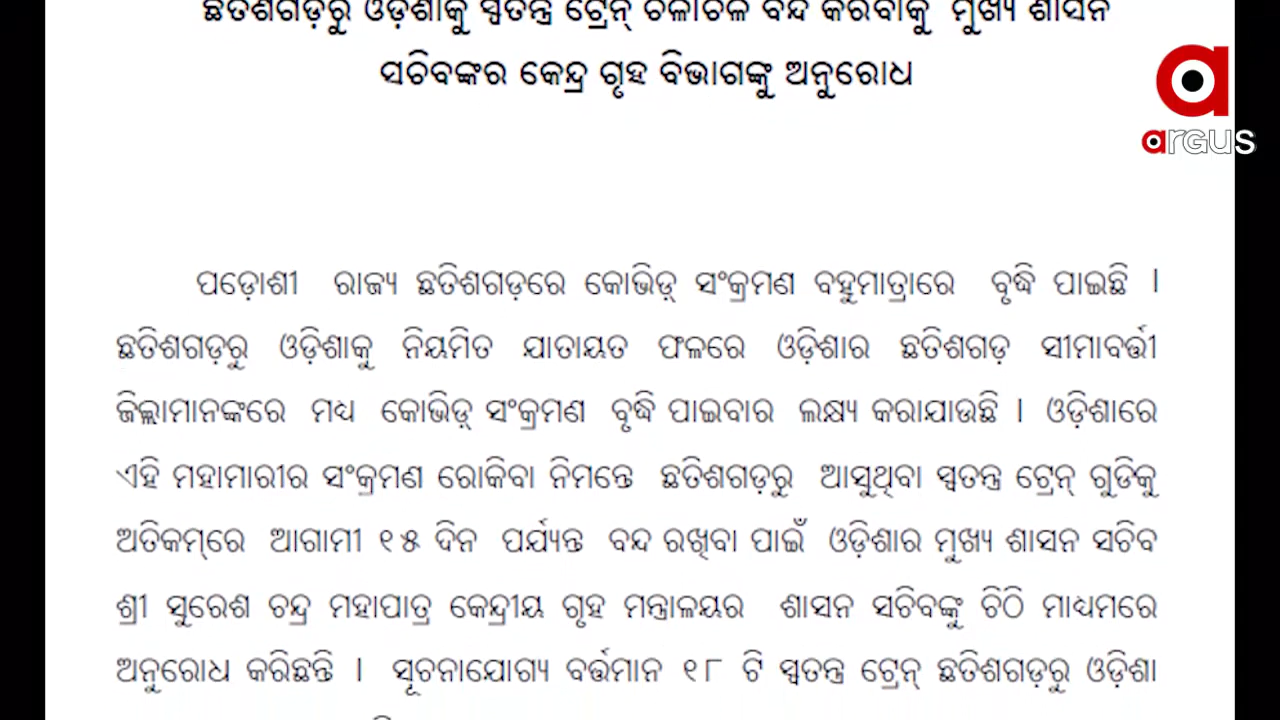 ଛତିଶଗଡ଼ରୁ ଓଡ଼ିଶାକୁ ସ୍ୱତନ୍ତ୍ର ଟ୍ରେନ୍ ଚଳାଚଳ ବନ୍ଦ କରିବାକୁ ମୁଖ୍ୟ ଶାସନ
ସଚିବଙ୍କର କେନ୍ଦ୍ର ଗୃହ ବିଭାଗଙ୍କୁ ଅନୁରୋଧ
argus
ପଡ଼ୋଶୀ ରାଜ୍ୟ ଛତିଶଗଡ଼ରେ କୋଭିଡ଼୍ ସଂକ୍ରମଣ ବହୁମାତ୍ରାରେ ବୃଦ୍ଧି ପାଇଛି ।
ଛତିଶଗଡ଼ରୁ ଓଡ଼ିଶାକୁ ନିୟମିତ ଯାତାୟତ ଫଳରେ ଓଡ଼ିଶାର ଛତିଶଗଡ଼ ସୀମାବର୍ତ୍ତୀ
ଜିଲ୍ଲାମାନଙ୍କରେ ମଧ୍ୟ କୋଭିଡ଼୍ ସଂକ୍ରମଣ ବୃଦ୍ଧି ପାଇବାର ଲକ୍ଷ୍ୟ କରାଯାଉଛି । ଓଡ଼ିଶାରେ
ଏହି ମହାମାରୀର ସଂକ୍ରମଣ ରୋକିବା ନିମନ୍ତେ ଛତିଶଗଡ଼ରୁ ଆସୁଥିବା ସ୍ୱତନ୍ତ୍ର ଟ୍ରେନ୍ ଗୁଡିକୁ
ଅତିକମ୍‌ରେ ଆଗାମୀ ୧୫ ଦିନ ପର୍ଯ୍ୟନ୍ତ ବନ୍ଦ ରଖିବା ପାଇଁ ଓଡ଼ିଶାର ମୁଖ୍ୟ ଶାସନ ସଚିବ
ଶ୍ରୀ ସୁରେଶ ଚନ୍ଦ୍ର ମହାପାତ୍ର କେନ୍ଦ୍ରୀୟ ଗୃହ ମନ୍ତ୍ରାଳୟର ଶାସନ ସଚିବଙ୍କୁ ଚିଠି ମାଧ୍ୟମରେ
ଅନୁରୋଧ କରିଛନ୍ତି । ସୂଚନାଯୋଗ୍ୟ ବର୍ତ୍ତମାନ ୧୮ ଟି ସ୍ୱତନ୍ତ୍ର ଟ୍ରେନ୍ ଛତିଶଗଡ଼ରୁ ଓଡ଼ିଶା